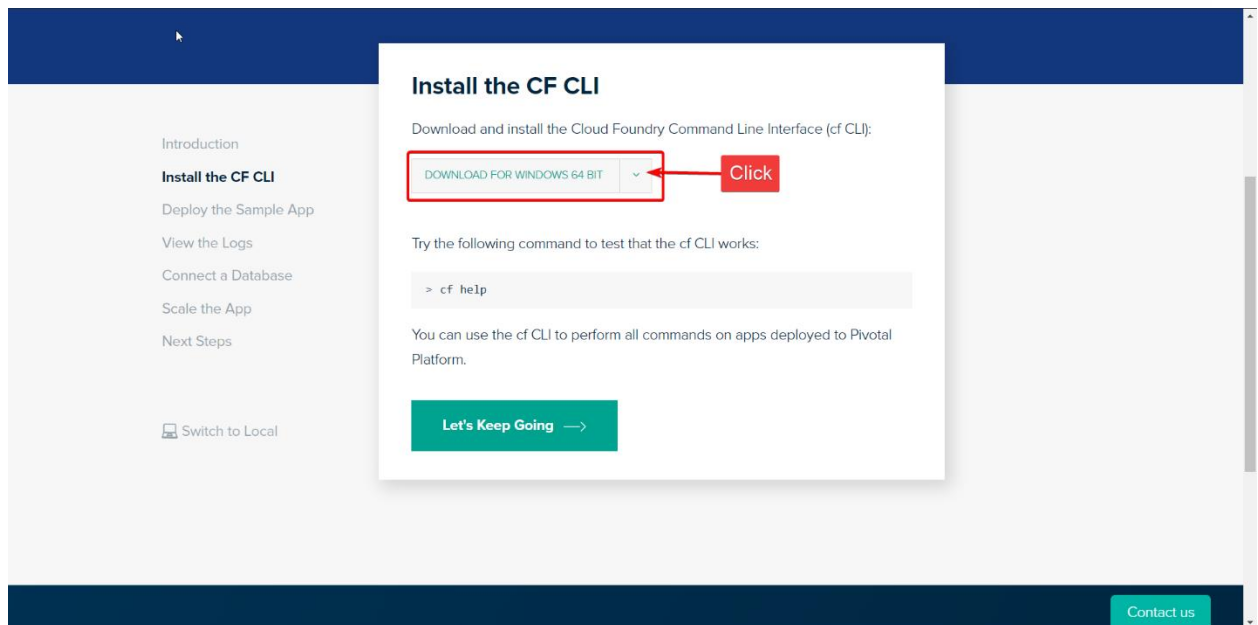 Install the CF CLI
Download and install the Cloud Foundry Command Line Interface (cf CLI):
DOWNLOAD FOR WINDOWS 64 BIT
Click
Try the following command to test that the cf CLI works:
> cf help
You can use the cf CLI to perform all commands on apps deployed to Pivotal
Platform.
Let's Keep Going
Introduction
Install the CF CLI
Deploy the Sample App
View the Logs
Connect a Database
Scale the App
Next Steps
Switch to Local
Contact us